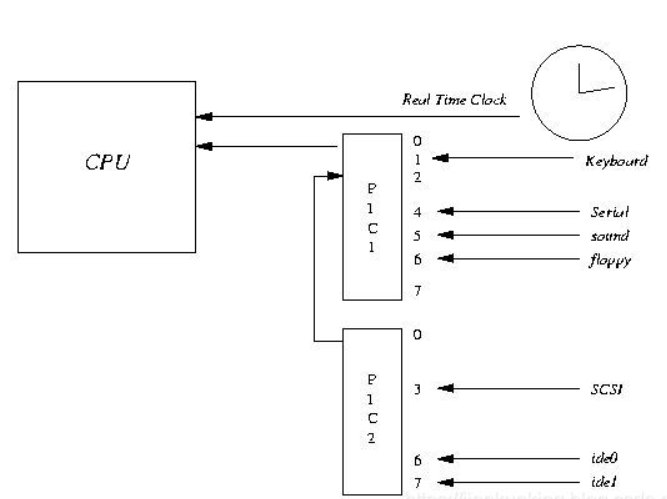 Real Time Clock
CPU
0
1
Keyboard
2
P
I
C
1
4
Serial
5
sound
6
floppy
7
0
P
I
C
2
3
SCSI
6
ide0
7
ide1